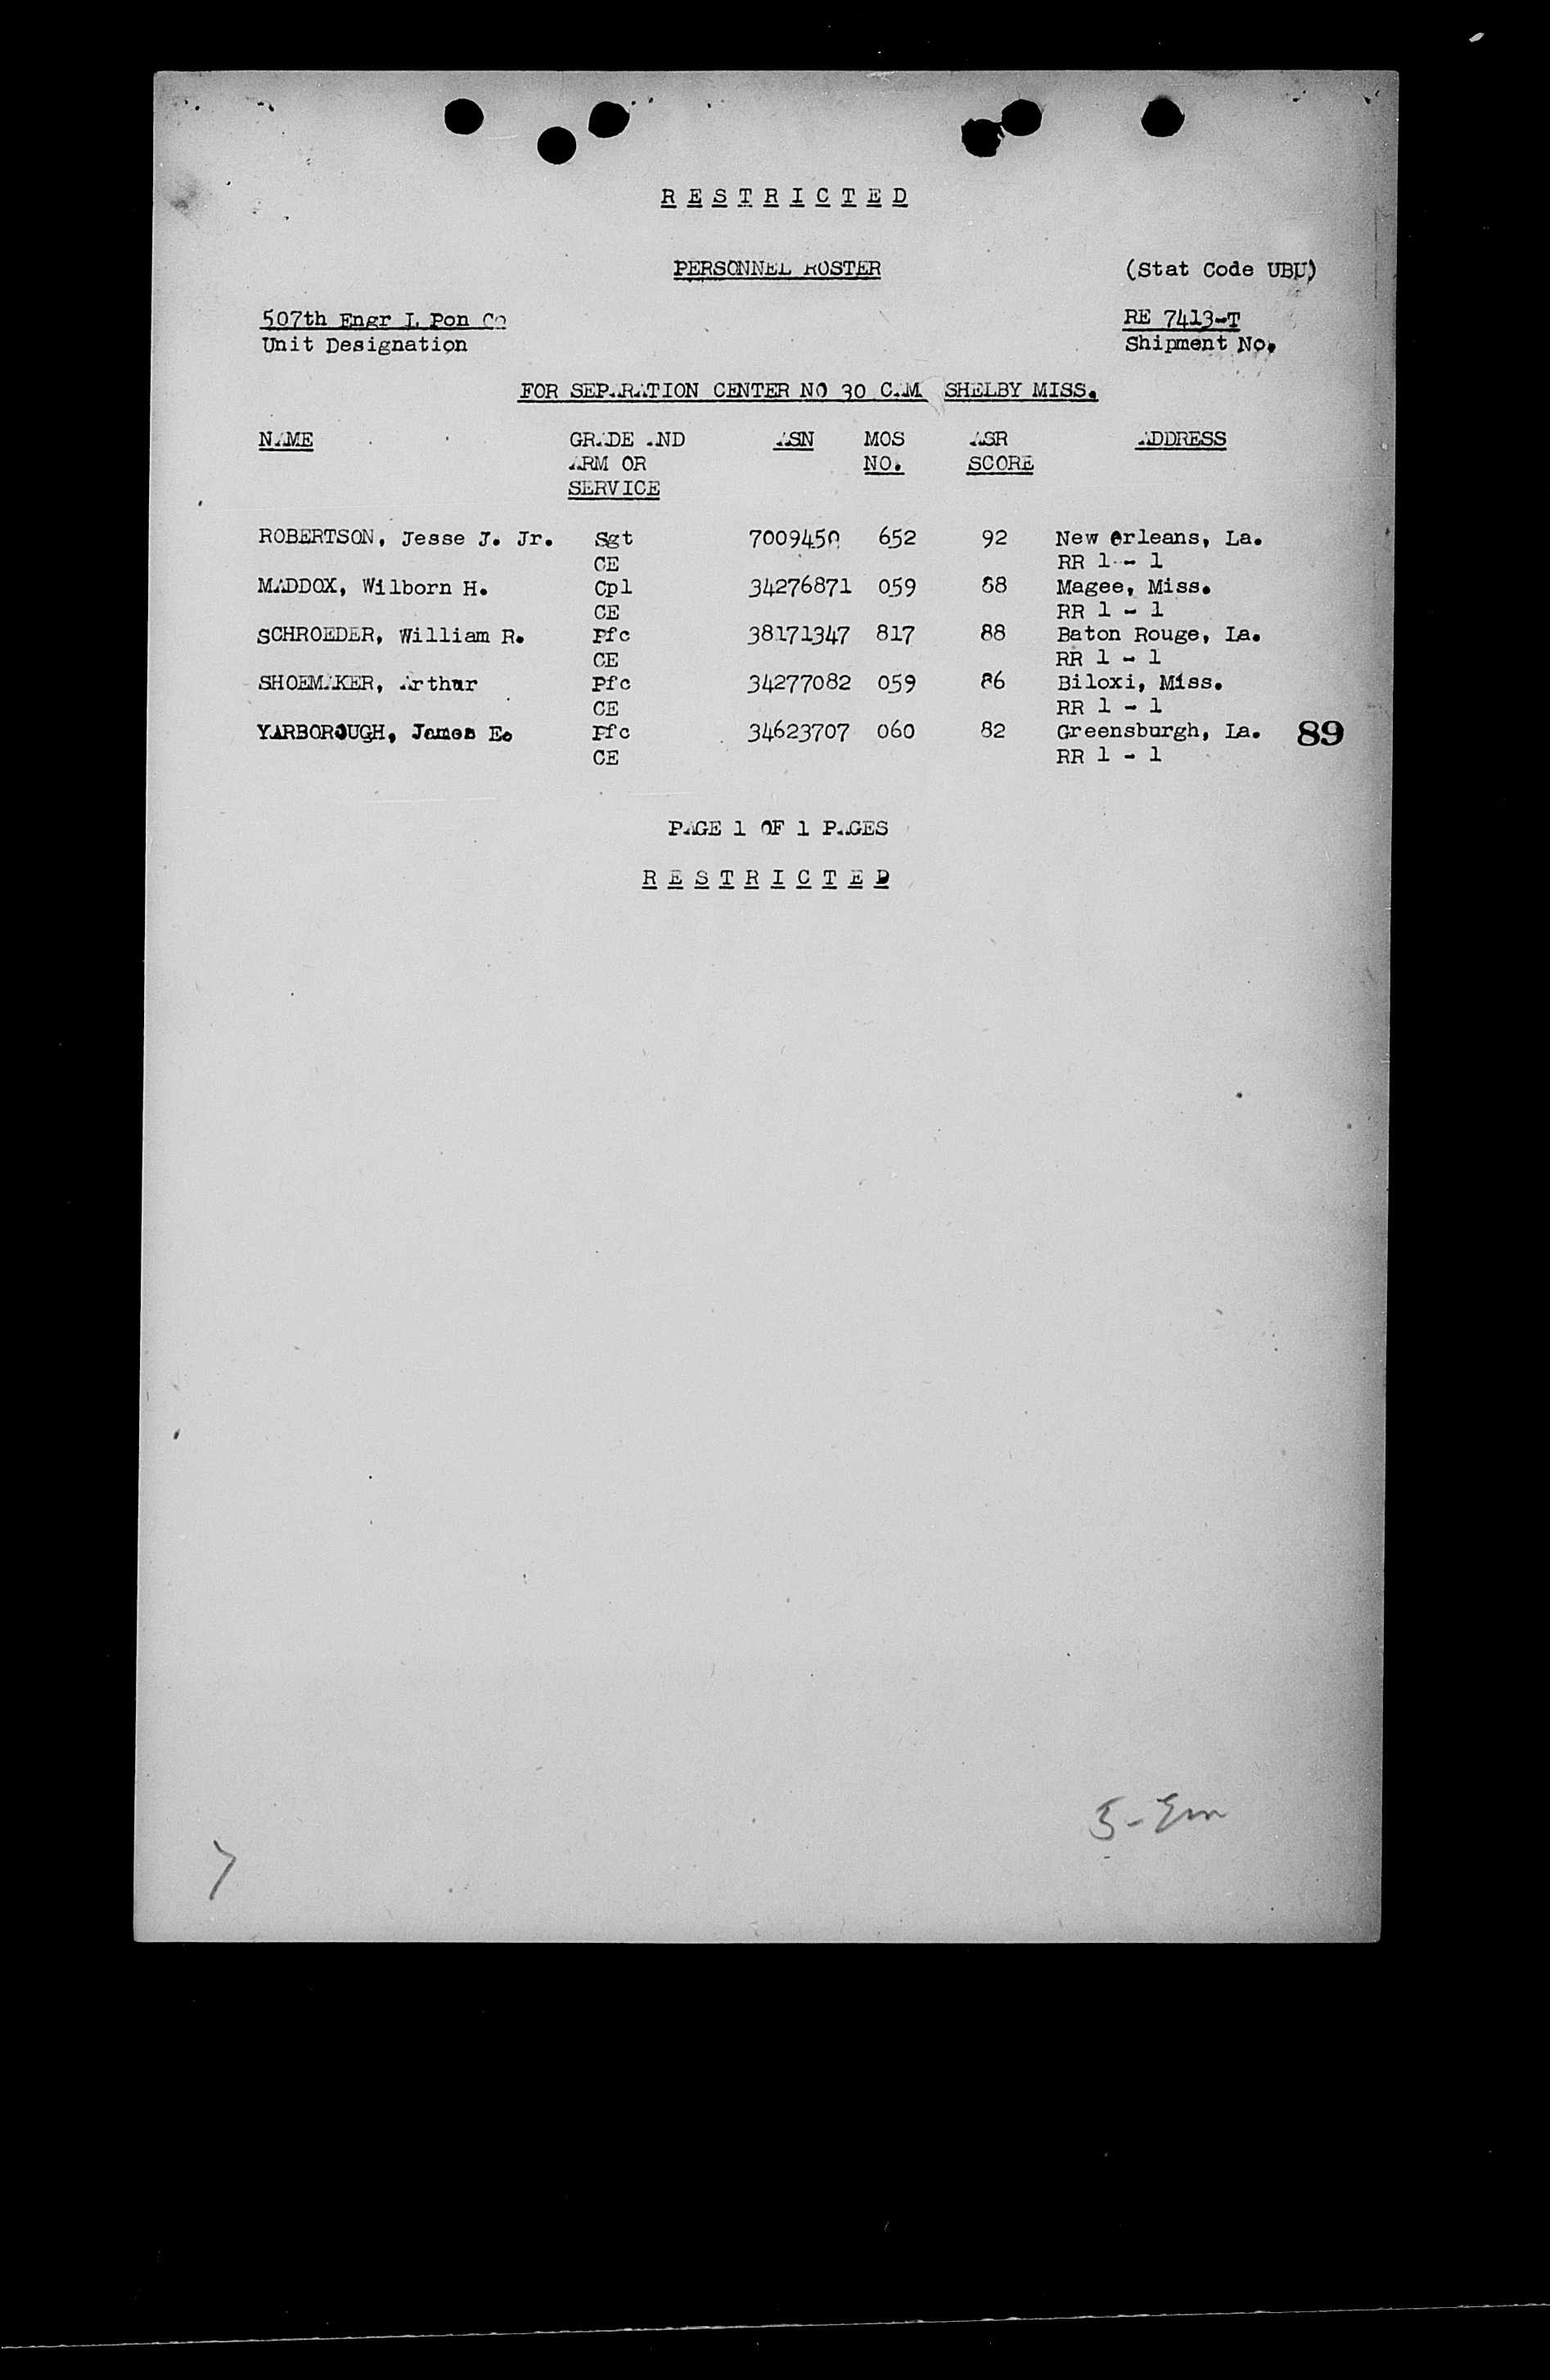 R E S T R I C T E D
PERSONNEL ROSTER (Stat Code UBU)
507th Engr L Pon Co RE 7413-T
Unit Designation Shipment No.
FOR SEPARATION CENTER NO 30 CAM SHELBY MISS.
NAME GRADE AND ASN MOS ASR ADDRESS
ARM OR NO. SCORE
SERVICE
ROBERTSON, Jesse J. Jr. Sgt 7009450 652 92 New Orleans, La.
CE RR 1 - 1
MADDOX, Wilborn H. Cpl 34276871 059 88 Magee, Miss.
CE RR 1 - 1
SCHROEDER, William R. Pfc 38171347 817 88 Baton Rouge, La.
CE RR 1 - 1
SHOEMAKER, Arthur Pfc 34277082 059 86 Biloxi, Miss.
CE RR 1 - 1
YARBOROUGH, James E. Pfc 34623707 060 82 Greensburgh, La. 89
CE RR 1 - 1
PAGE 1 OF 1 PAGES
R E S T R I C T E D
5-Em
7